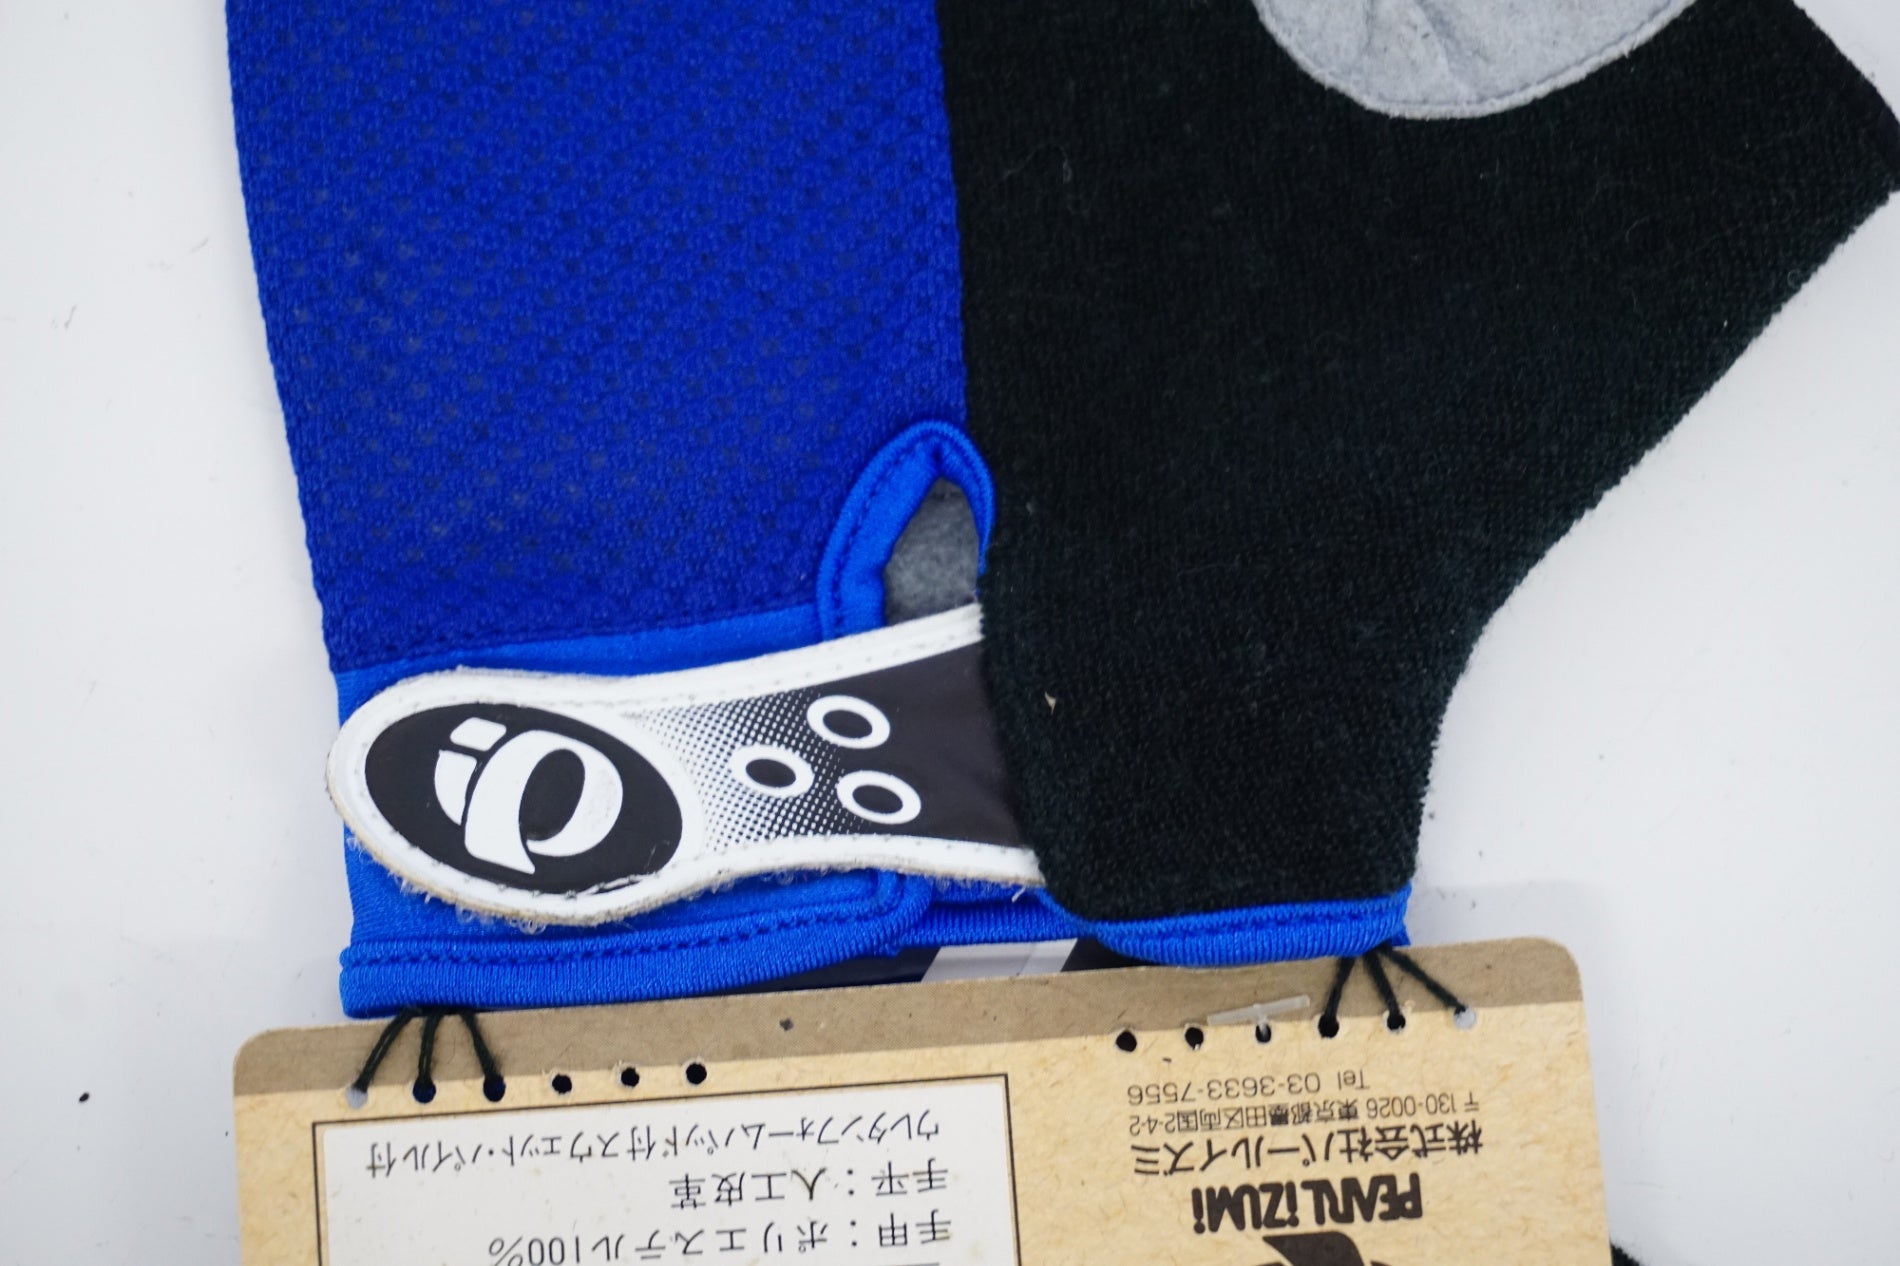 PEARL iZUMi
株式会社パールイズミ
〒130-0026 東京都墨田区両国2-4-2
Tel 03-3633-7556
手甲：ポリエステル100%
手平：人工皮革
ウレタンフォームパッド付スウェット・パイル付